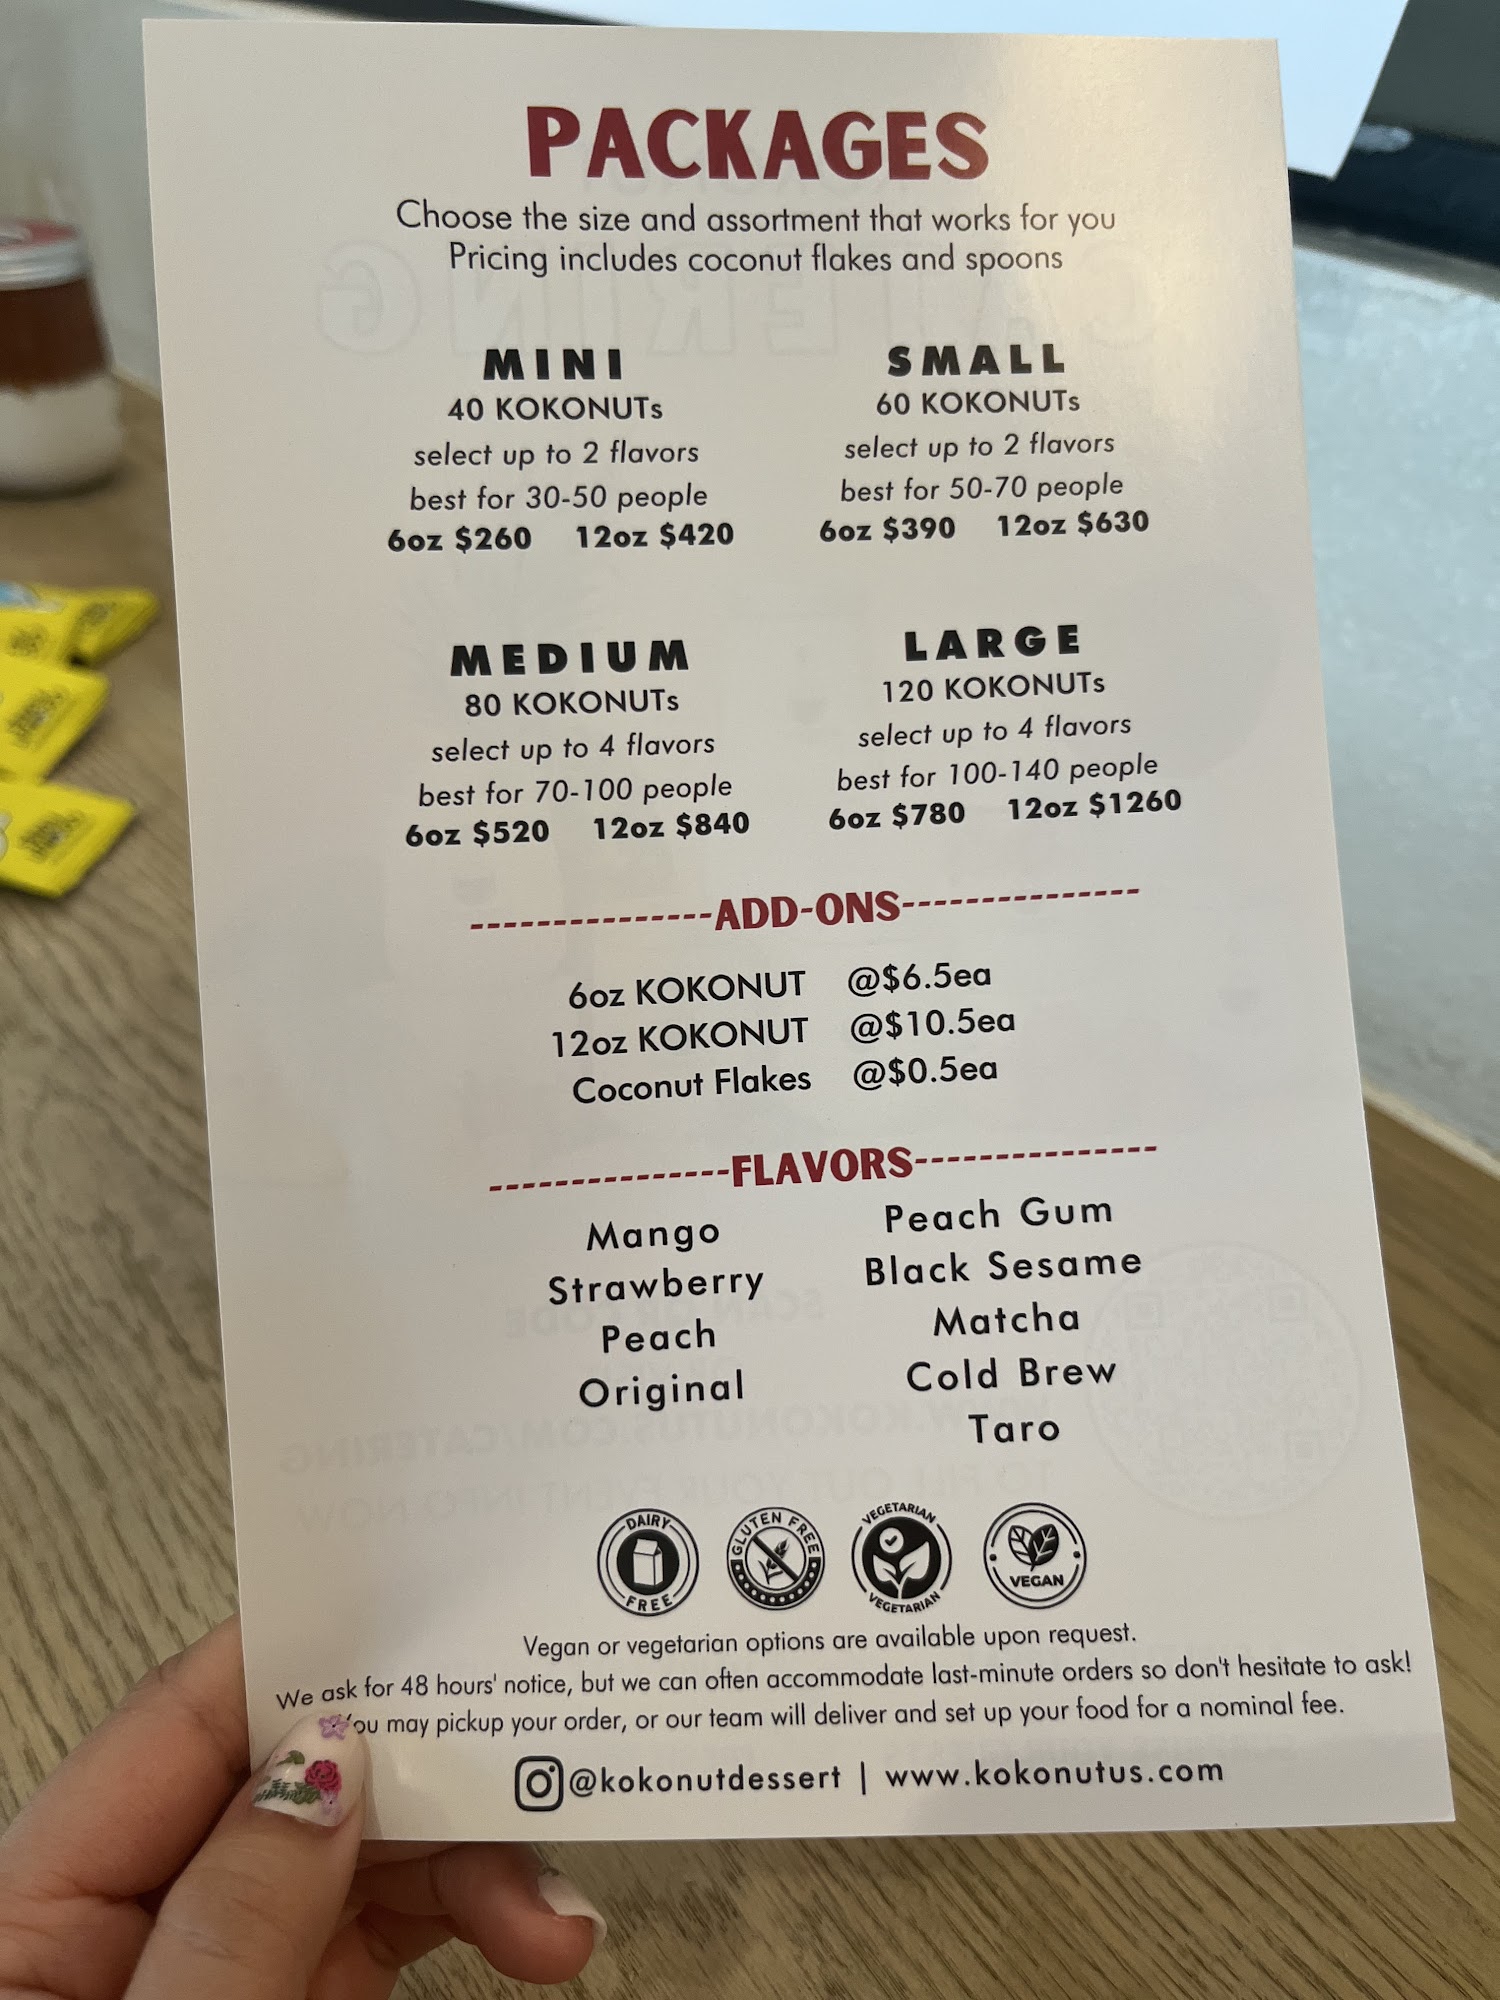 PACKAGES
Choose the size and assortment that works for you
Pricing includes coconut flakes and spoons
MINI
40 KOKONUTs
select up to 2 flavors
best for 30-50 people
6oz $260 12oz $420
SMALL
60 KOKONUTs
select up to 2 flavors
best for 50-70 people
6oz $390 12oz $630
MEDIUM
80 KOKONUTs
select up to 4 flavors
best for 70-100 people
6oz $520 12oz $840
LARGE
120 KOKONUTs
select up to 4 flavors
best for 100-140 people
6oz $780 12oz $1260
---------------ADD-ONS---------------
6oz KOKONUT @$6.5ea
12oz KOKONUT @$10.5ea
Coconut Flakes @$0.5ea
---------------FLAVORS---------------
Mango
Strawberry
Peach
Original
Peach Gum
Black Sesame
Matcha
Cold Brew
Taro
DAIRY
FREE
GLUTEN FREE
VEGETARIAN
VEGETARIAN
VEGAN
Vegan or vegetarian options are available upon request.
We ask for 48 hours' notice, but we can often accommodate last-minute orders so don't hesitate to ask!
You may pickup your order, or our team will deliver and set up your food for a nominal fee.
@kokonutdessert | www.kokonutus.com